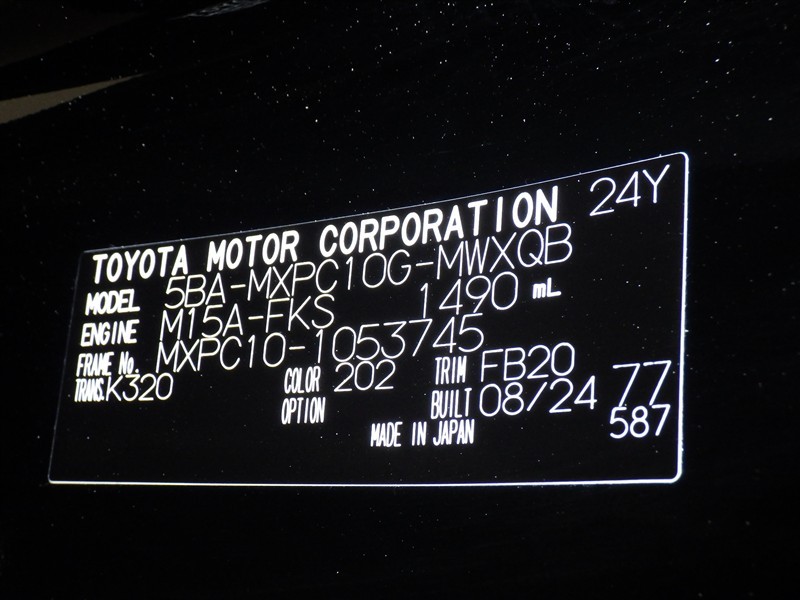 TOYOTA MOTOR CORPORATION 24Y
MODEL 5BA-MXPC10G-MWXQB
ENGINE M15A-FKS 1490 mL
FRAME No. MXPC10-1053745
TRANS. K320 COLOR 202 TRIM FB20 77
OPTION BUILT 08/24 587
MADE IN JAPAN